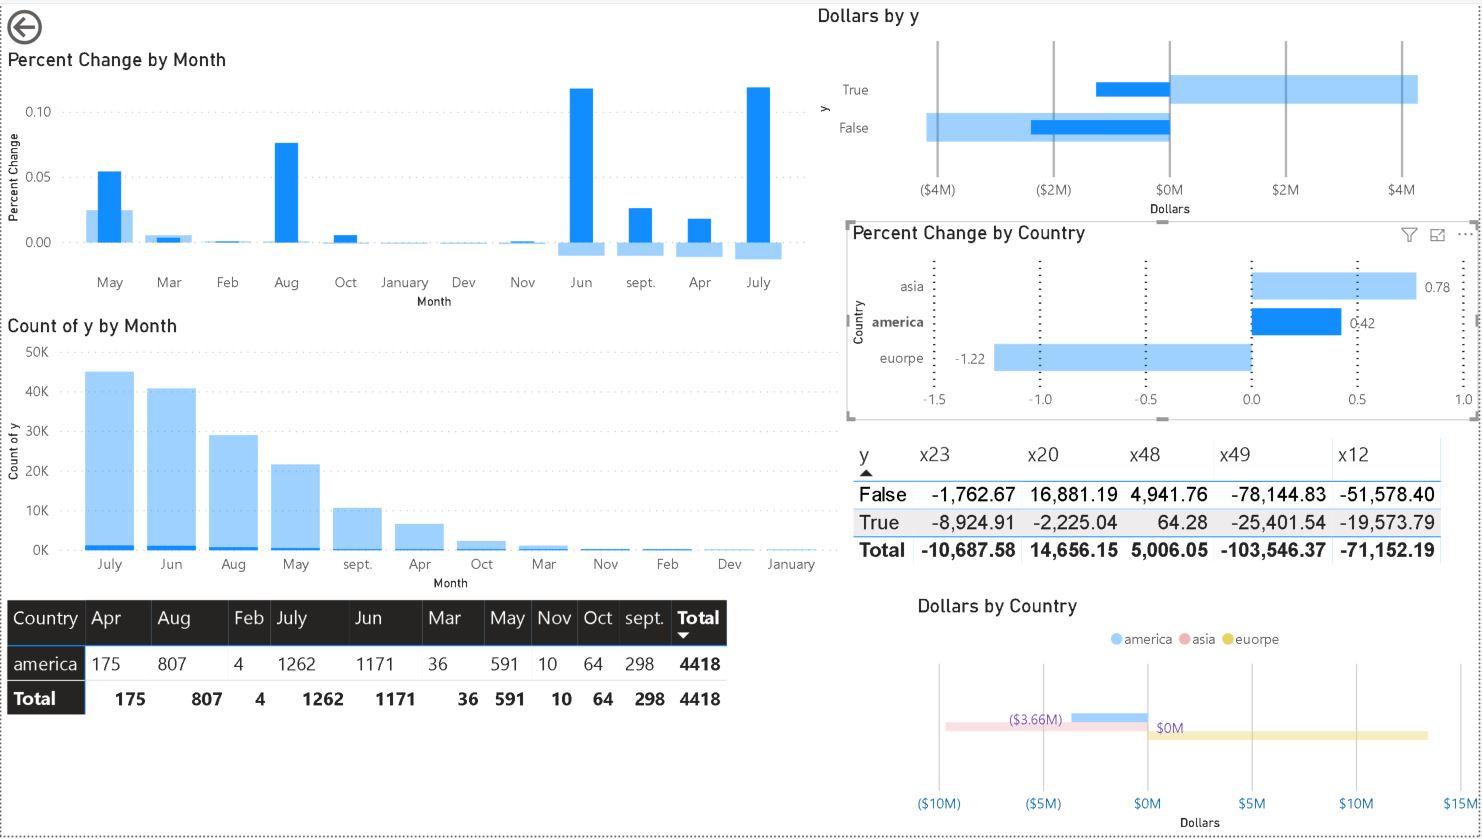 Percent Change by Month
0.10
0.05
0.00
Percent Change
May Mar Feb Aug Oct January Dev Nov Jun sept. Apr July
Month
Count of y by Month
50K
40K
30K
20K
10K
0K
Count of y
July Jun Aug May sept. Apr Oct Mar Nov Feb Dev January
Month
Country Apr Aug Feb July Jun Mar May Nov Oct sept. Total
america 175 807 4 1262 1171 36 591 10 64 298 4418
Total 175 807 4 1262 1171 36 591 10 64 298 4418
Dollars by y
y
True
False
($4M) ($2M) $0M $2M $4M
Dollars
Percent Change by Country
Country
asia 0.78
america 0.42
euorpe -1.22
-1.5 -1.0 -0.5 0.0 0.5 1.0
y x23 x20 x48 x49 x12
False -1,762.67 16,881.19 4,941.76 -78,144.83 -51,578.40
True -8,924.91 -2,225.04 64.28 -25,401.54 -19,573.79
Total -10,687.58 14,656.15 5,006.05 -103,546.37 -71,152.19
Dollars by Country
america asia euorpe
($3.66M) $0M
($10M) ($5M) $0M $5M $10M $15M
Dollars